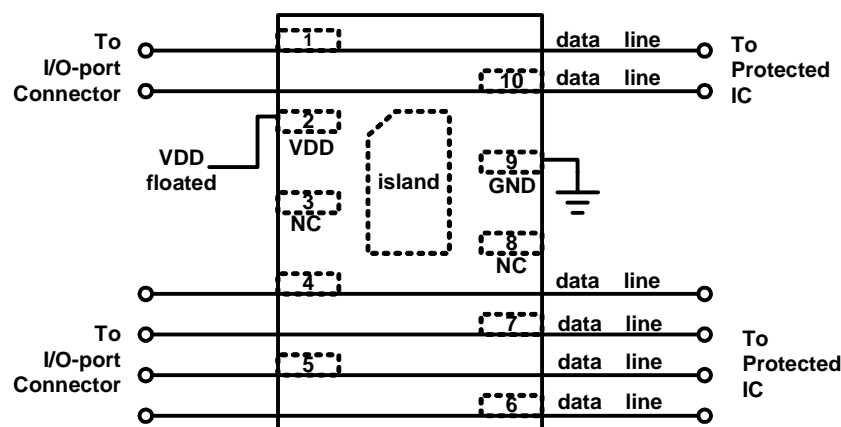 To
I/O-port
Connector
1
data line
To
Protected
IC
10
data line
2
VDD
VDD
floated
island
9
GND
3
NC
8
NC
4
data line
To
I/O-port
Connector
7
data line
To
Protected
IC
5
data line
6
data line